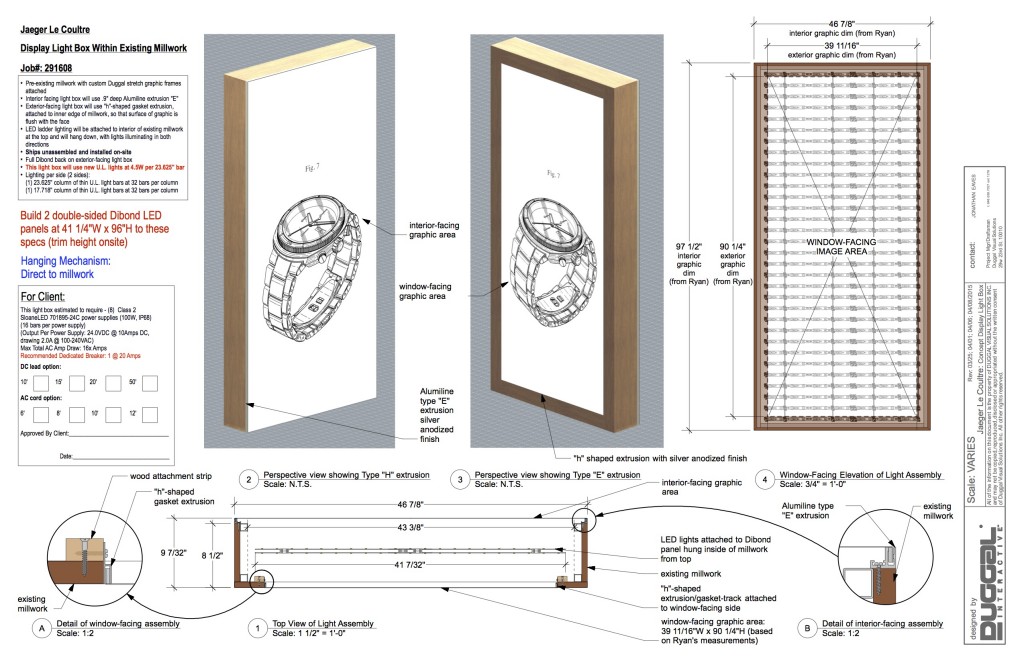 Jaeger Le Coultre
Display Light Box Within Existing Millwork
Job#: 291608
• Pre-existing millwork with custom Duggal stretch graphic frames
attached
• Interior facing light box will use .9" deep Alumiline extrusion "E"
• Exterior-facing light box will use "h"-shaped gasket extrusion,
attached to inner edge of millwork, so that surface of graphic is
flush with the face
• LED ladder lighting will be attached to interior of existing millwork
at the top and will hang down, with lights illuminating in both
directions
• Ships unassembled and installed on-site
• Full Dibond back on exterior-facing light box
• This light box will use new U.L. lights at 4.5W per 23.625" bar
• Lighting per side (2 sides):
(1) 23.625" column of thin U.L. light bars at 32 bars per column
(1) 17.718" column of thin U.L. light bars at 32 bars per column
Build 2 double-sided Dibond LED
panels at 41 1/4"W x 96"H to these
specs (trim height onsite)
Hanging Mechanism:
Direct to millwork
For Client:
This light box estimated to require - (8) Class 2
SloaneLED 701895-24C power supplies (100W, IP68)
(16 bars per power supply)
(Output Per Power Supply: 24.0VDC @ 10Amps DC,
drawing 2.0A @ 100-240VAC)
Max Total AC Amp Draw: 16x Amps
Recommended Dedicated Breaker: 1 @ 20 Amps
DC lead option:
10' 15' 20' 50'
AC cord option:
6' 8' 10' 12'
Approved By Client:
Date:
Fig. 7
Fig. 7
interior-facing
graphic area
window-facing
graphic area
Alumiline
type "E"
extrusion
silver
anodized
finish
"h" shaped extrusion with silver anodized finish
2 Perspective view showing Type "H" extrusion
Scale: N.T.S.
3 Perspective view showing Type "E" extrusion
Scale: N.T.S.
46 7/8"
interior graphic dim (from Ryan)
39 11/16"
exterior graphic dim (from Ryan)
97 1/2"
interior
graphic
dim
(from Ryan)
90 1/4"
exterior
graphic
dim
(from Ryan)
WINDOW-FACING
IMAGE AREA
4 Window-Facing Elevation of Light Assembly
Scale: 3/4" = 1'-0"
wood attachment strip
"h"-shaped
gasket extrusion
existing
millwork
A Detail of window-facing assembly
Scale: 1:2
46 7/8"
43 3/8"
41 7/32"
9 7/32"
8 1/2"
interior-facing graphic
area
LED lights attached to Dibond
panel hung inside of millwork
from top
existing millwork
"h"-shaped
extrusion/gasket-track attached
to window-facing side
window-facing graphic area:
39 11/16"W x 90 1/4"H (based
on Ryan's measurements)
1 Top View of Light Assembly
Scale: 1 1/2" = 1'-0"
Alumiline type
"E" extrusion
existing
millwork
B Detail of interior-facing assembly
Scale: 1:2
contact:
JONATHAN EAMES
Project Mgr/Draftsman
Duggal Visual Solutions
Scale: VARIES
Rev: 03/25; 04/01; 04/06; 04/08/2015
Jaeger Le Coultre: Concept Display Light Box
All of the information on this document is the property of DUGGAL VISUAL SOLUTIONS INC
and may not be copied, reproduced, disclosed or appropriated without the written consent
of Duggal Visual Solutions Inc. All other rights reserved.
designed by
DUGGAL
INTERACTIVE